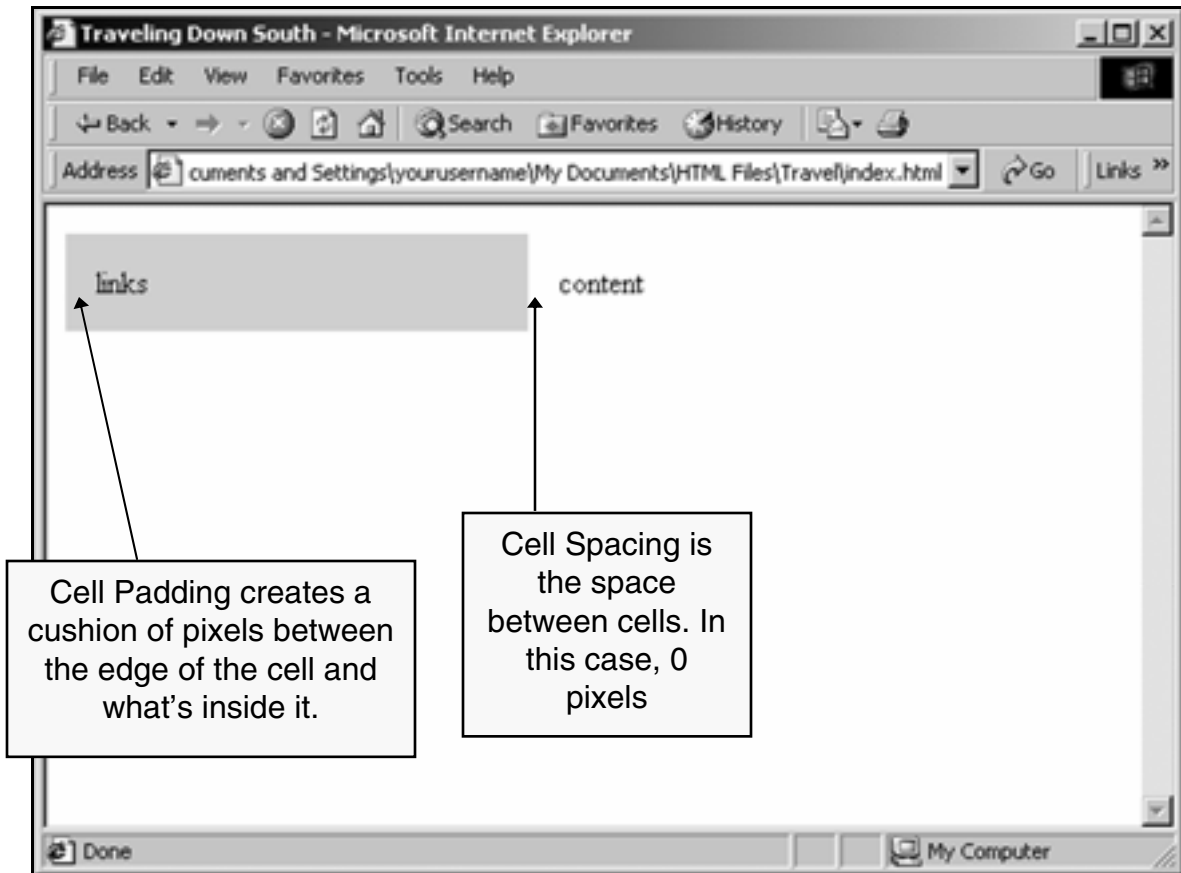 Traveling Down South - Microsoft Internet Explorer
File Edit View Favorites Tools Help
Back Search Favorites History
Address cuments and Settings\yourusername\My Documents\HTML Files\Travel\index.html Go Links »
links content
Cell Padding creates a
cushion of pixels between
the edge of the cell and
what’s inside it.
Cell Spacing is
the space
between cells. In
this case, 0
pixels
Done My Computer